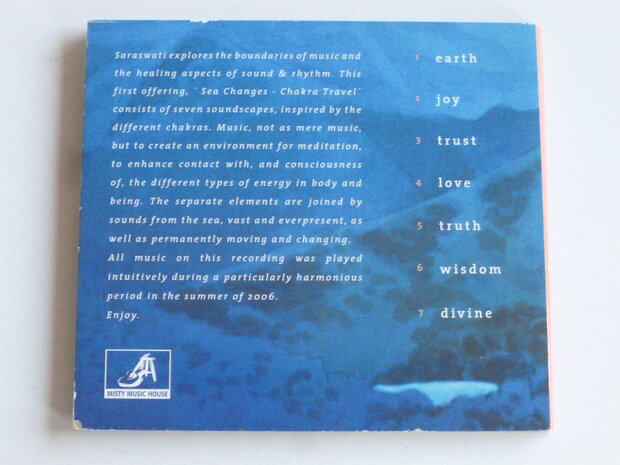 Saraswati explores the boundaries of music and
the healing aspects of sound & rhythm. This
first offering, ´ Sea Changes - Chakra Travel´
consists of seven soundscapes, inspired by the
different chakras. Music, not as mere music,
but to create an environment for meditation,
to enhance contact with, and consciousness
of, the different types of energy in body and
being. The separate elements are joined by
sounds from the sea, vast and everpresent, as
well as permanently moving and changing.
All music on this recording was played
intuitively during a particularly harmonious
period in the summer of 2006.
Enjoy.
MISTY MUSIC HOUSE
1 earth
2 joy
3 trust
4 love
5 truth
6 wisdom
7 divine